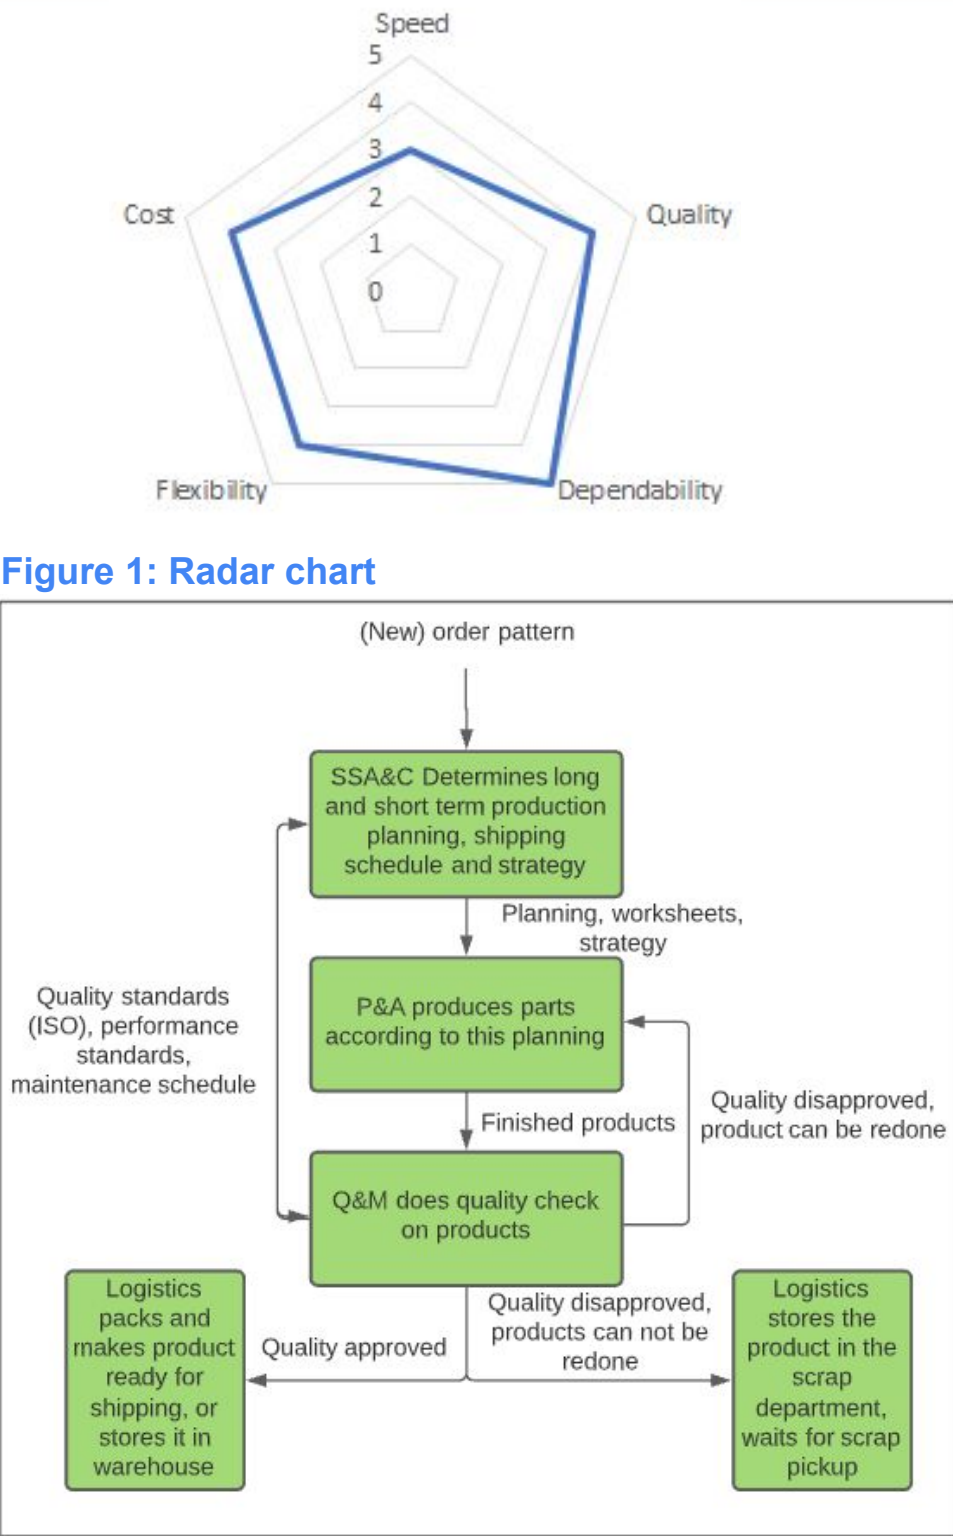 Speed
5
4
3
2
1
0
Cost
Quality
Flexibility
Dependability
Figure 1: Radar chart
(New) order pattern
SSA&C Determines long
and short term production
planning, shipping
schedule and strategy
Planning, worksheets,
strategy
P&A produces parts
according to this planning
Quality standards
(ISO), performance
standards,
maintenance schedule
Quality disapproved,
product can be redone
Finished products
Q&M does quality check
on products
Logistics
packs and
makes product
ready for
shipping, or
stores it in
warehouse
Quality approved
Quality disapproved,
products can not be
redone
Logistics
stores the
product in the
scrap
department,
waits for scrap
pickup